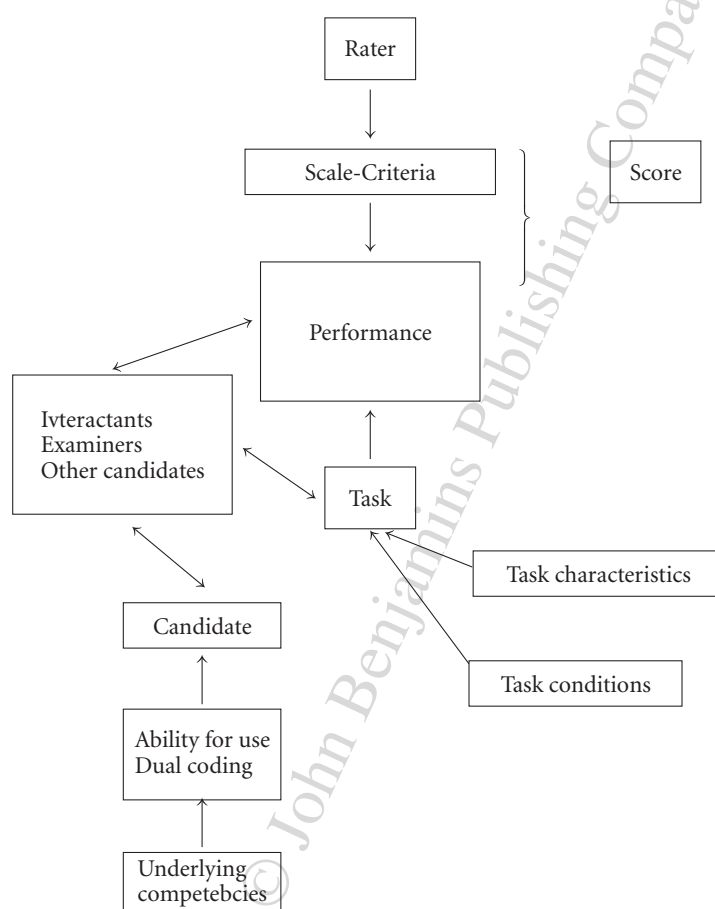 Rater
Scale-Criteria
Score
Performance
Ivteractants
Examiners
Other candidates
Task
Task characteristics
Candidate
Task conditions
Ability for use
Dual coding
Underlying
competebcies
© John Benjamins Publishing Compa